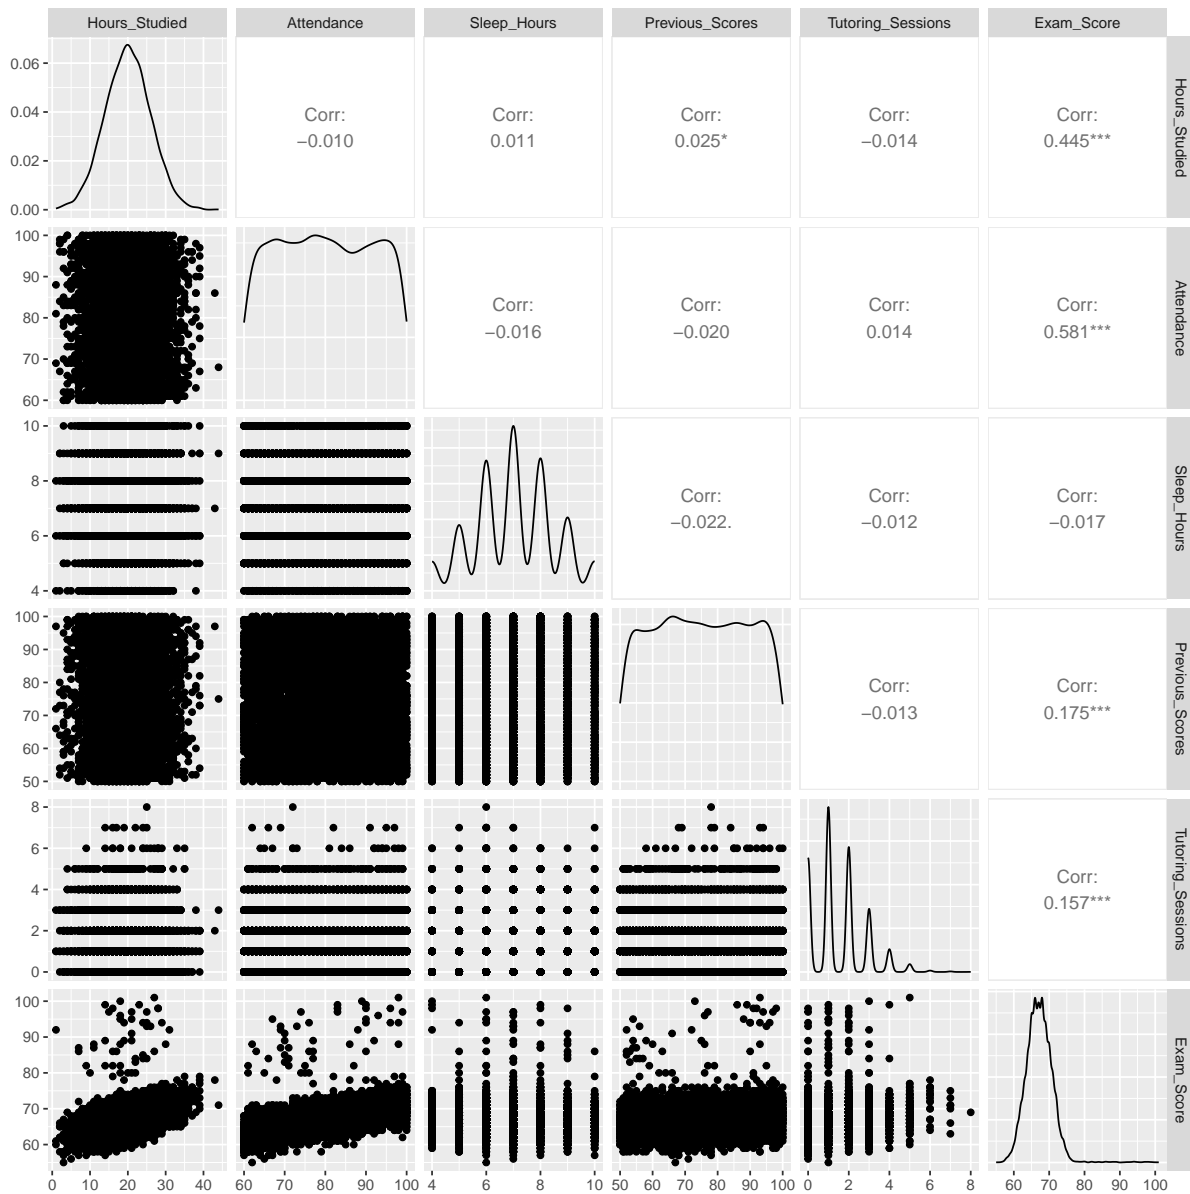 Hours_Studied Attendance Sleep_Hours Previous_Scores Tutoring_Sessions Exam_Score
0.06
0.04
0.02
0.00
Corr:
−0.010
Corr:
0.011
Corr:
0.025*
Corr:
−0.014
Corr:
0.445***
Hours_Studied
100
90
80
70
60
Corr:
−0.016
Corr:
−0.020
Corr:
0.014
Corr:
0.581***
Attendance
10
8
6
4
Corr:
−0.022.
Corr:
−0.012
Corr:
−0.017
Sleep_Hours
100
90
80
70
60
50
Corr:
−0.013
Corr:
0.175***
Previous_Scores
8
6
4
2
0
Corr:
0.157***
Tutoring_Sessions
100
90
80
70
60
Exam_Score
0 10 20 30 40 60 70 80 90 100 4 6 8 10 50 60 70 80 90 100 0 2 4 6 8 60 70 80 90 100